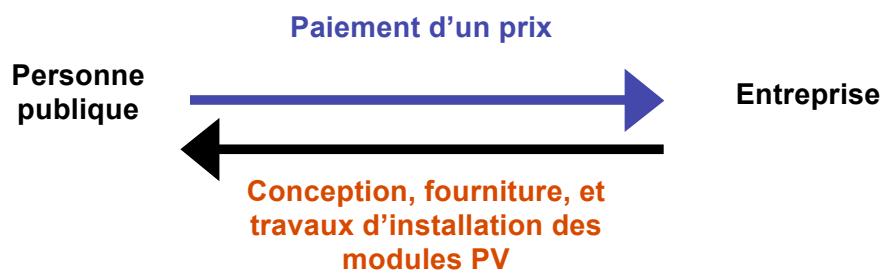 Paiement d’un prix
Personne
publique
Entreprise
Conception, fourniture, et
travaux d’installation des
modules PV